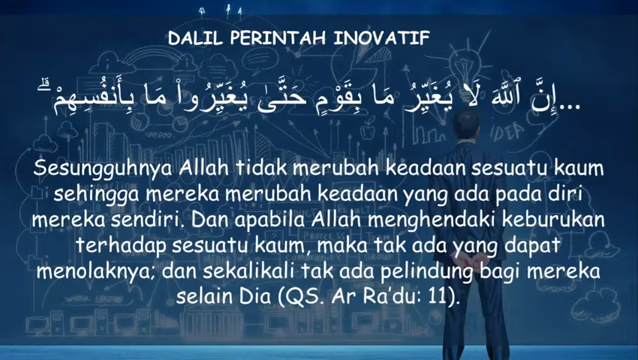 DALIL PERINTAH INOVATIF
...إِنَّ ٱللَّهَ لَا يُغَيِّرُ مَا بِقَوْمٍ حَتَّىٰ يُغَيِّرُوا۟ مَا بِأَنفُسِهِمْ ۗ
Sesungguhnya Allah tidak merubah keadaan sesuatu kaum
sehingga mereka merubah keadaan yang ada pada diri
mereka sendiri. Dan apabila Allah menghendaki keburukan
terhadap sesuatu kaum, maka tak ada yang dapat
menolaknya; dan sekalikali tak ada pelindung bagi mereka
selain Dia (QS. Ar Ra'du: 11).
IDEA